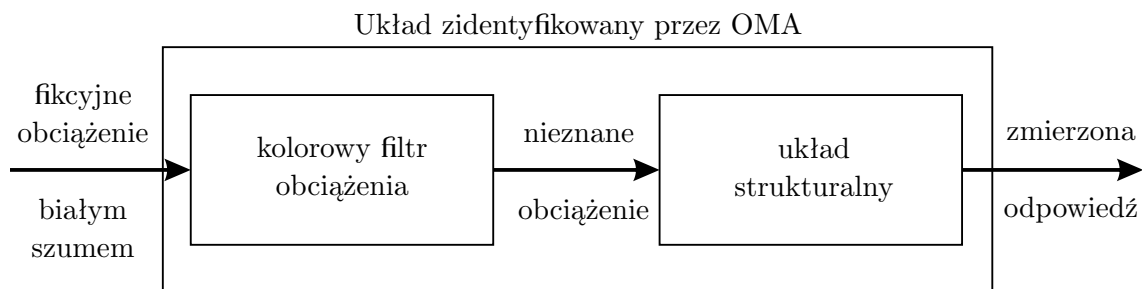 Układ zidentyfikowany przez OMA
fikcyjne
obciążenie
białym
szumem
kolorowy filtr
obciążenia
nieznane
obciążenie
układ
strukturalny
zmierzona
odpowiedź